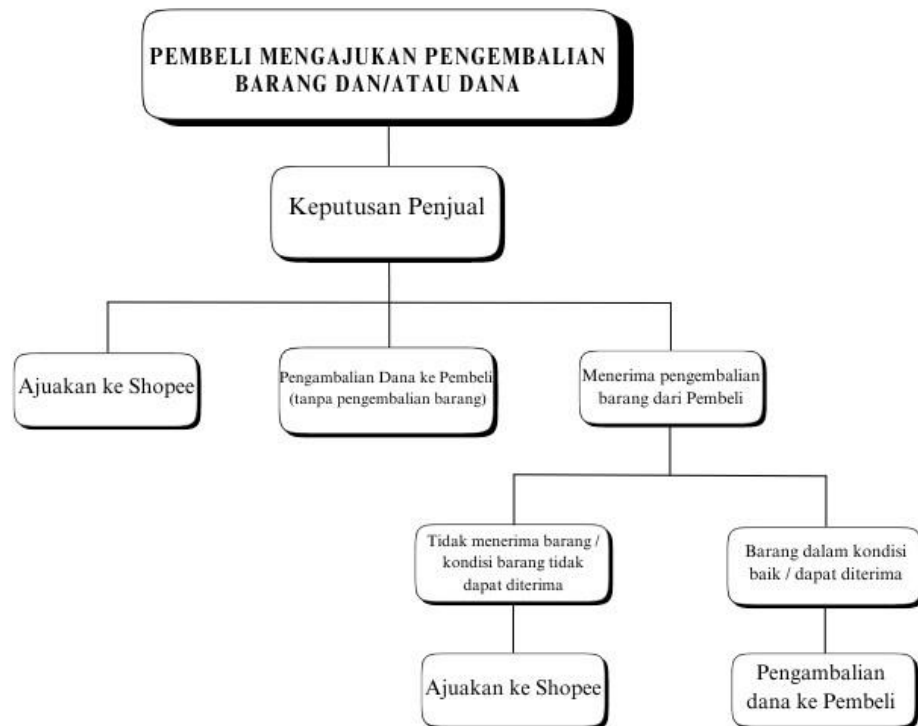 PEMBELI MENGAJUKAN PENGEMBALIAN
BARANG DAN/ATAU DANA
Keputusan Penjual
Ajuakan ke Shopee
Pengambalian Dana ke Pembeli
(tanpa pengembalian barang)
Menerima pengembalian
barang dari Pembeli
Tidak menerima barang /
kondisi barang tidak
dapat diterima
Barang dalam kondisi
baik / dapat diterima
Ajuakan ke Shopee
Pengambalian
dana ke Pembeli